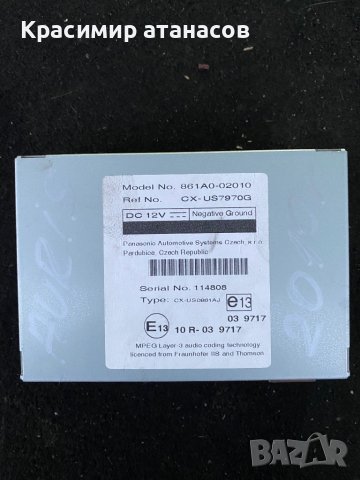 Красимир атанасов
Model No. 861A0-02010
Ref No. CX-US7970G
DC 12V Negative Ground
Panasonic Automotive Systems Czech, s.r.o.
Pardubice, Czech Republic
Serial No. 114808
Type: CX-US0861AJ e13
03 9717
E13 10 R-03 9717
MPEG Layer-3 audio coding technology
licenced from Fraunhofer IIS and Thomson
BAZAR
bg